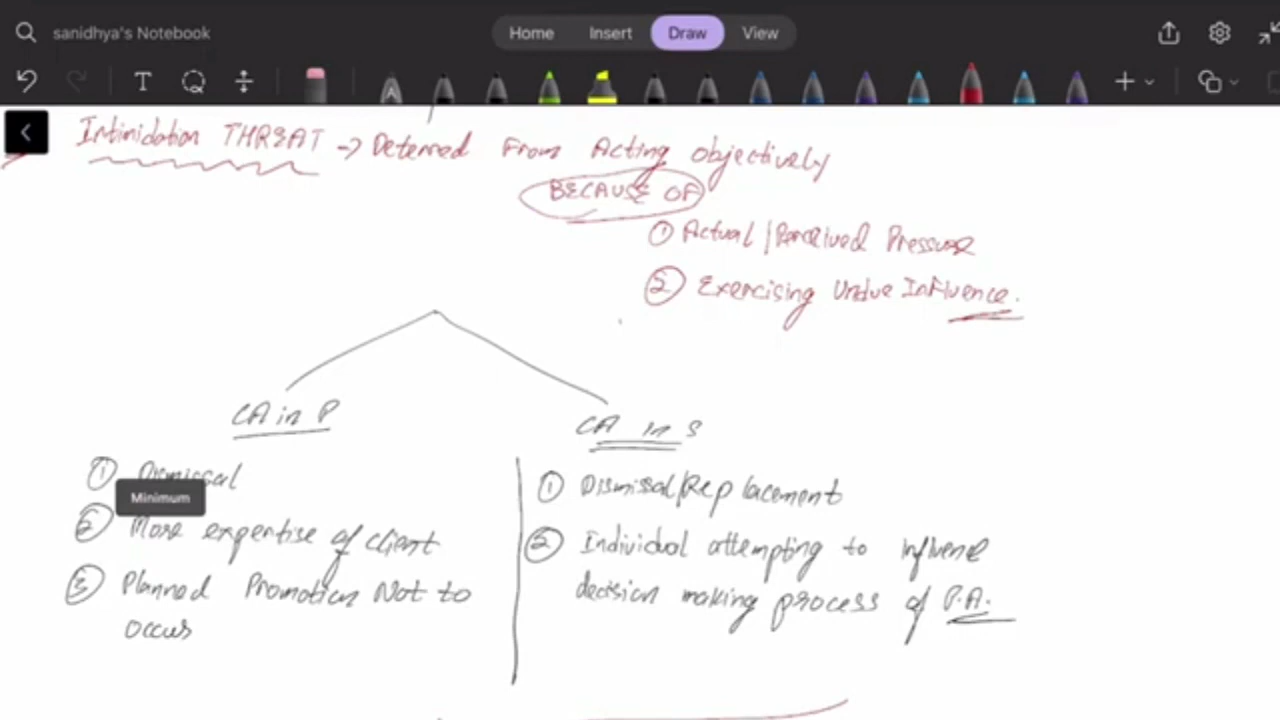 sanidhya's Notebook
Home Insert Draw View
Intimidation THREAT → Deterred From Acting Objectively
BECAUSE OF
① Actual/Perceived Pressure
② Exercising Undue Influence.
CA in P
CA in S
① Dismissal
Minimum
② More expertise of client
③ Planned Promotion Not to
occur
① Dismissal/Replacement
② Individual attempting to influence
decision making process of P.A.